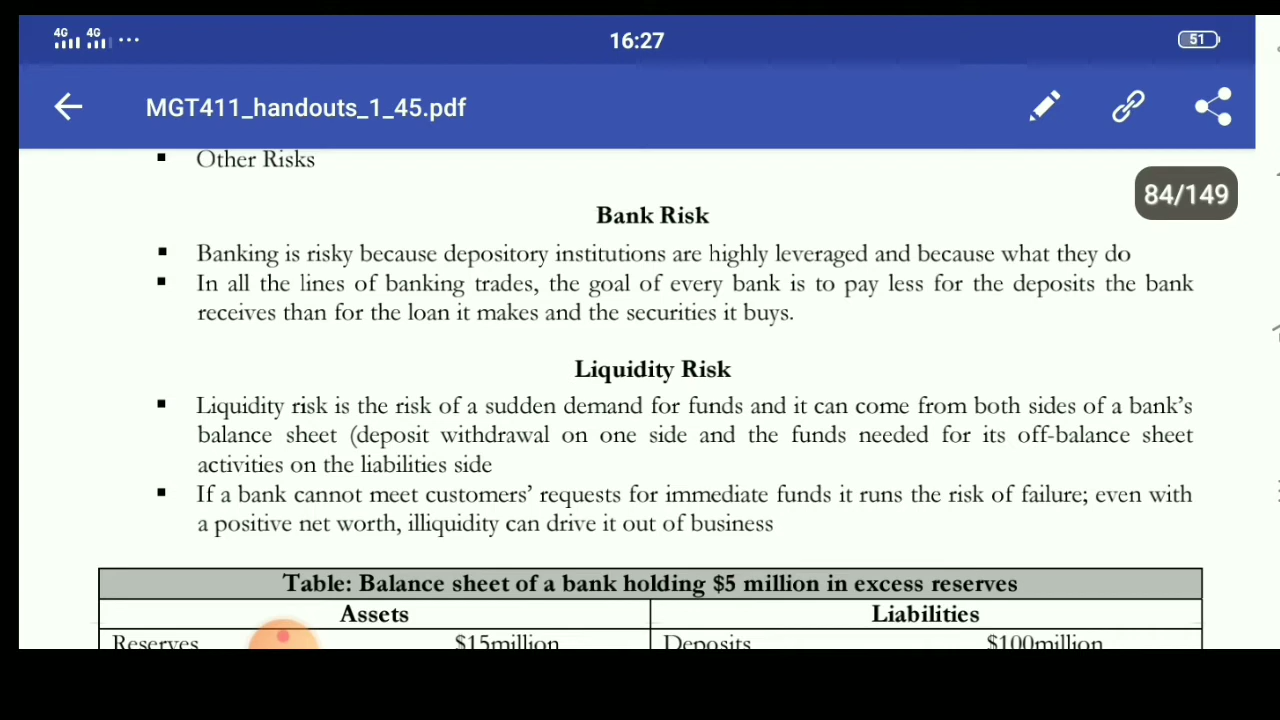 4G 4G
16:27
51
MGT411_handouts_1_45.pdf
▪ Other Risks
84/149
Bank Risk
▪ Banking is risky because depository institutions are highly leveraged and because what they do
▪ In all the lines of banking trades, the goal of every bank is to pay less for the deposits the bank
receives than for the loan it makes and the securities it buys.
Liquidity Risk
▪ Liquidity risk is the risk of a sudden demand for funds and it can come from both sides of a bank’s
balance sheet (deposit withdrawal on one side and the funds needed for its off-balance sheet
activities on the liabilities side
▪ If a bank cannot meet customers’ requests for immediate funds it runs the risk of failure; even with
a positive net worth, illiquidity can drive it out of business
Table: Balance sheet of a bank holding $5 million in excess reserves
Assets Liabilities
Reserves $15million Deposits $100million